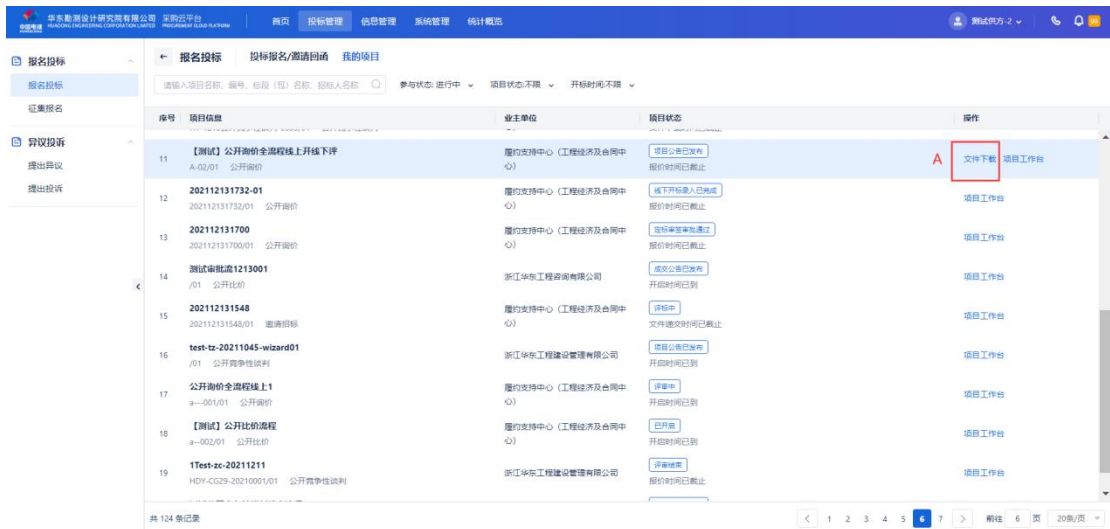 华东勘测设计研究院有限公司 采购云平台
HUADONG ENGINEERING CORPORATION LIMITED PROCUREMENT CLOUD PLATFORM
中国电建
首页 投标管理 信息管理 系统管理 统计概览
测试供方-2
报名投标
报名投标
征集报名
异议投诉
提出异议
提出投诉
← 报名投标 投标报名/邀请回函 我的项目
请输入项目名称、编号、标段（包）名称、招标人名称 参与状态:进行中 项目状态:不限 开标时间:不限
序号 项目信息 业主单位 项目状态 操作
11 【测试】公开询价全流程线上开线下评 履约支持中心（工程经济及合同中心） 项目公告已发布 A 文件下载 项目工作台
A-02/01 公开询价 报价时间已截止
12 202112131732-01 履约支持中心（工程经济及合同中心） 线下开标录入已完成 项目工作台
202112131732/01 公开询价 报价时间已截止
13 202112131700 履约支持中心（工程经济及合同中心） 定标审签审批通过 项目工作台
202112131700/01 公开询价 报价时间已截止
14 测试审批流1213001 浙江华东工程咨询有限公司 成交公告已发布 项目工作台
/01 公开比价 开启时间已到
15 202112131548 履约支持中心（工程经济及合同中心） 评标中 项目工作台
202112131548/01 邀请招标 文件递交时间已截止
16 test-tz-20211045-wizard01 浙江华东工程建设管理有限公司 项目公告已发布 项目工作台
/01 公开竞争性谈判 开启时间已到
17 公开询价全流程线上1 履约支持中心（工程经济及合同中心） 评审中 项目工作台
a---001/01 公开询价 开启时间已到
18 【测试】公开比价流程 履约支持中心（工程经济及合同中心） 已开启 项目工作台
a--002/01 公开比价 开启时间已到
19 1Test-zc-20211211 浙江华东工程建设管理有限公司 评审结束 项目工作台
HDY-CG29-20210001/01 公开竞争性谈判 报价时间已截止
共 124 条记录 1 2 3 4 5 6 7 前往 6 页 20条/页